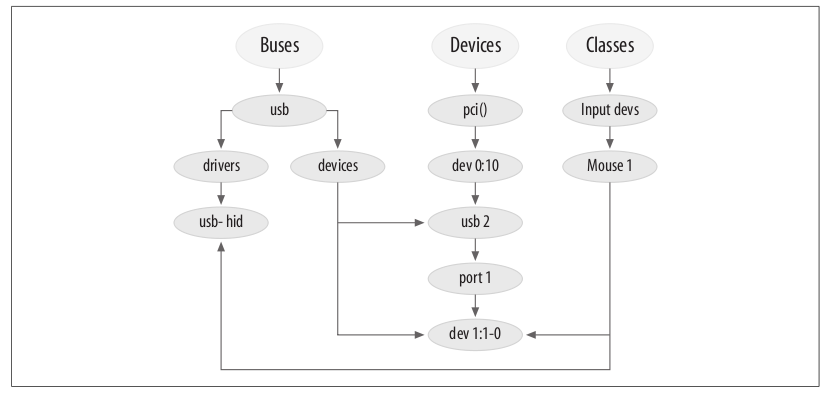 Buses
Devices
Classes
usb
pci()
Input devs
drivers
devices
dev 0:10
Mouse 1
usb- hid
usb 2
port 1
dev 1:1-0